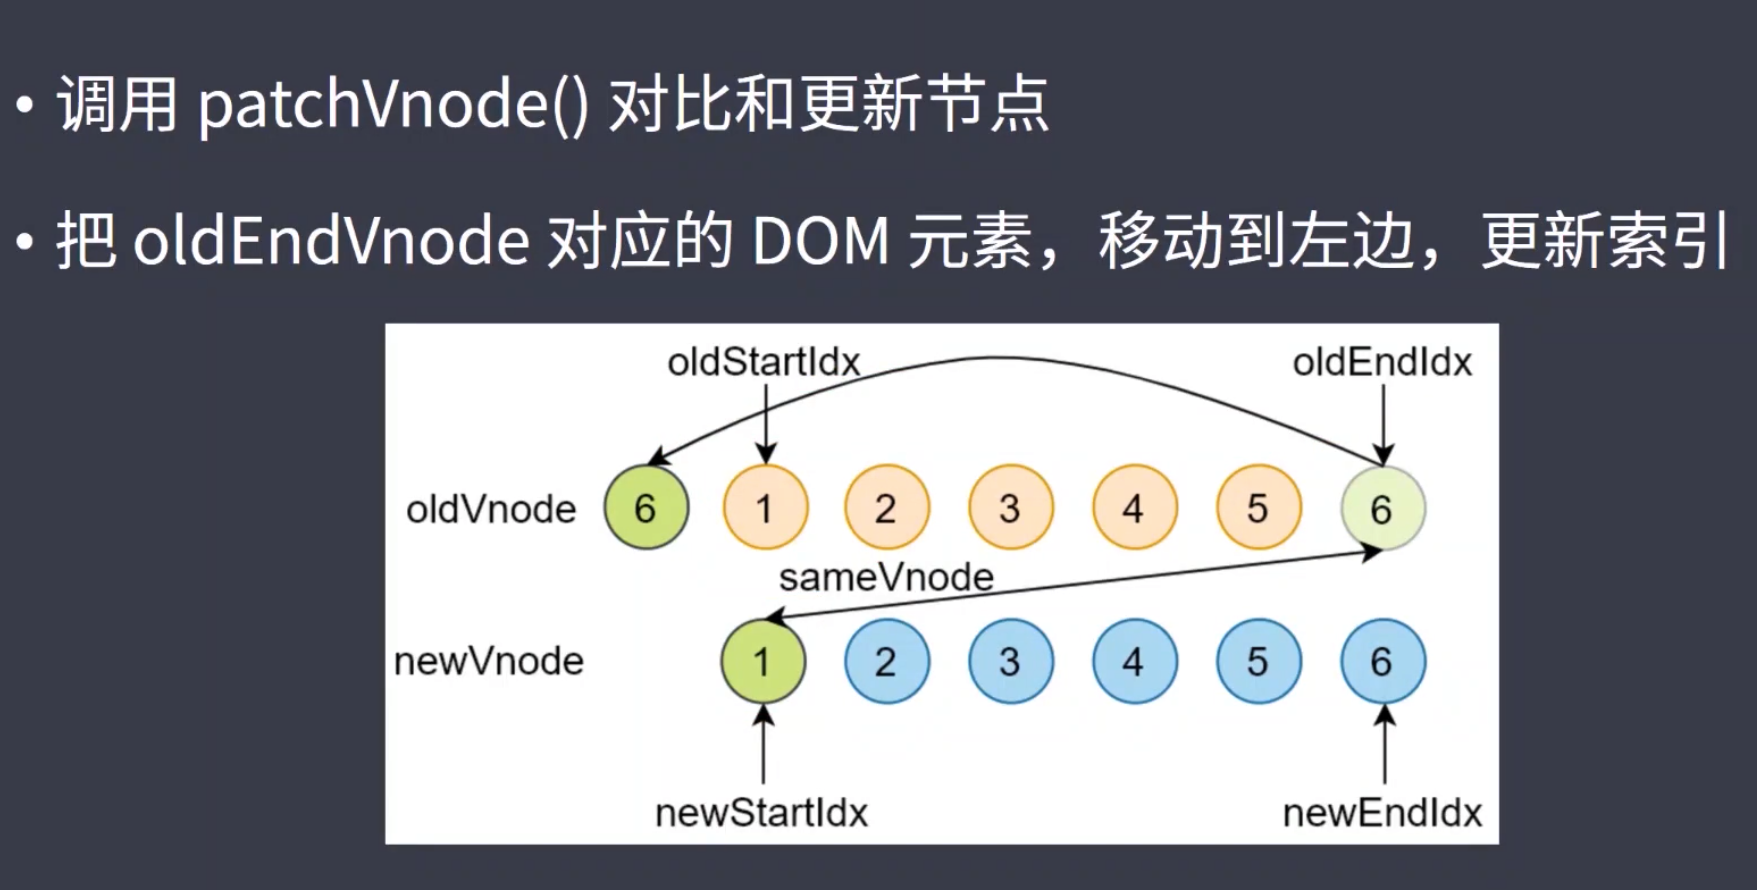 • 调用 patchVnode() 对比和更新节点
• 把 oldEndVnode 对应的 DOM 元素，移动到左边，更新索引
oldStartIdx oldEndIdx
oldVnode 6 1 2 3 4 5 6
sameVnode
newVnode 1 2 3 4 5 6
newStartIdx newEndIdx